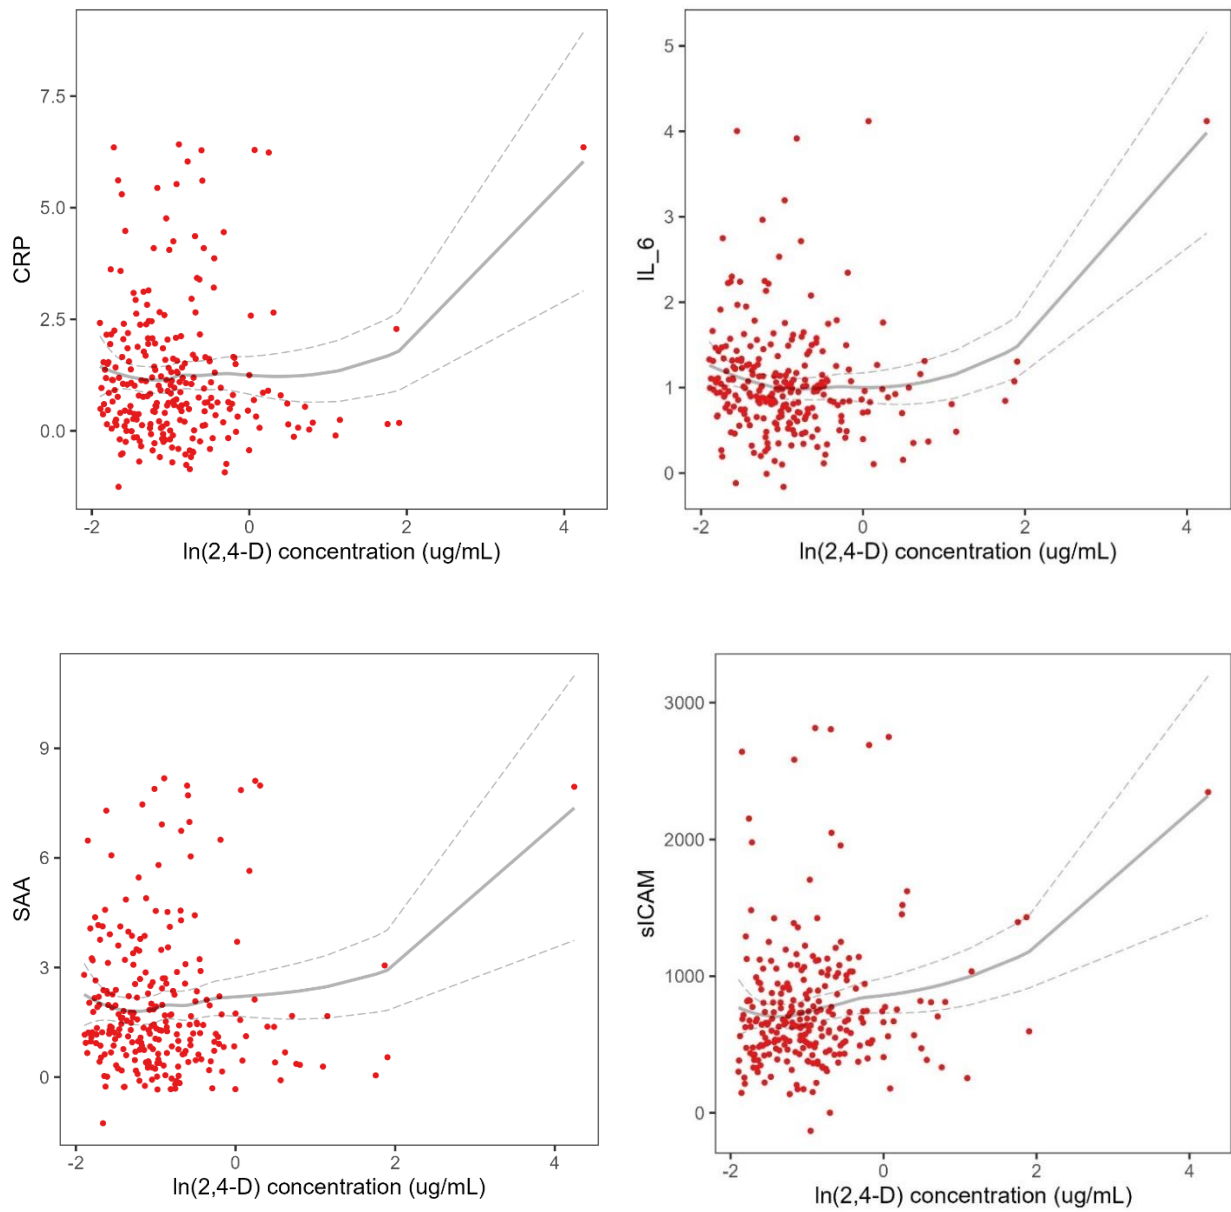 CRP
7.5
5.0
2.5
0.0
-2 0 2 4
ln(2,4-D) concentration (ug/mL)
IL_6
5
4
3
2
1
0
-2 0 2 4
ln(2,4-D) concentration (ug/mL)
SAA
9
6
3
0
-2 0 2 4
ln(2,4-D) concentration (ug/mL)
sICAM
3000
2000
1000
0
-2 0 2 4
ln(2,4-D) concentration (ug/mL)